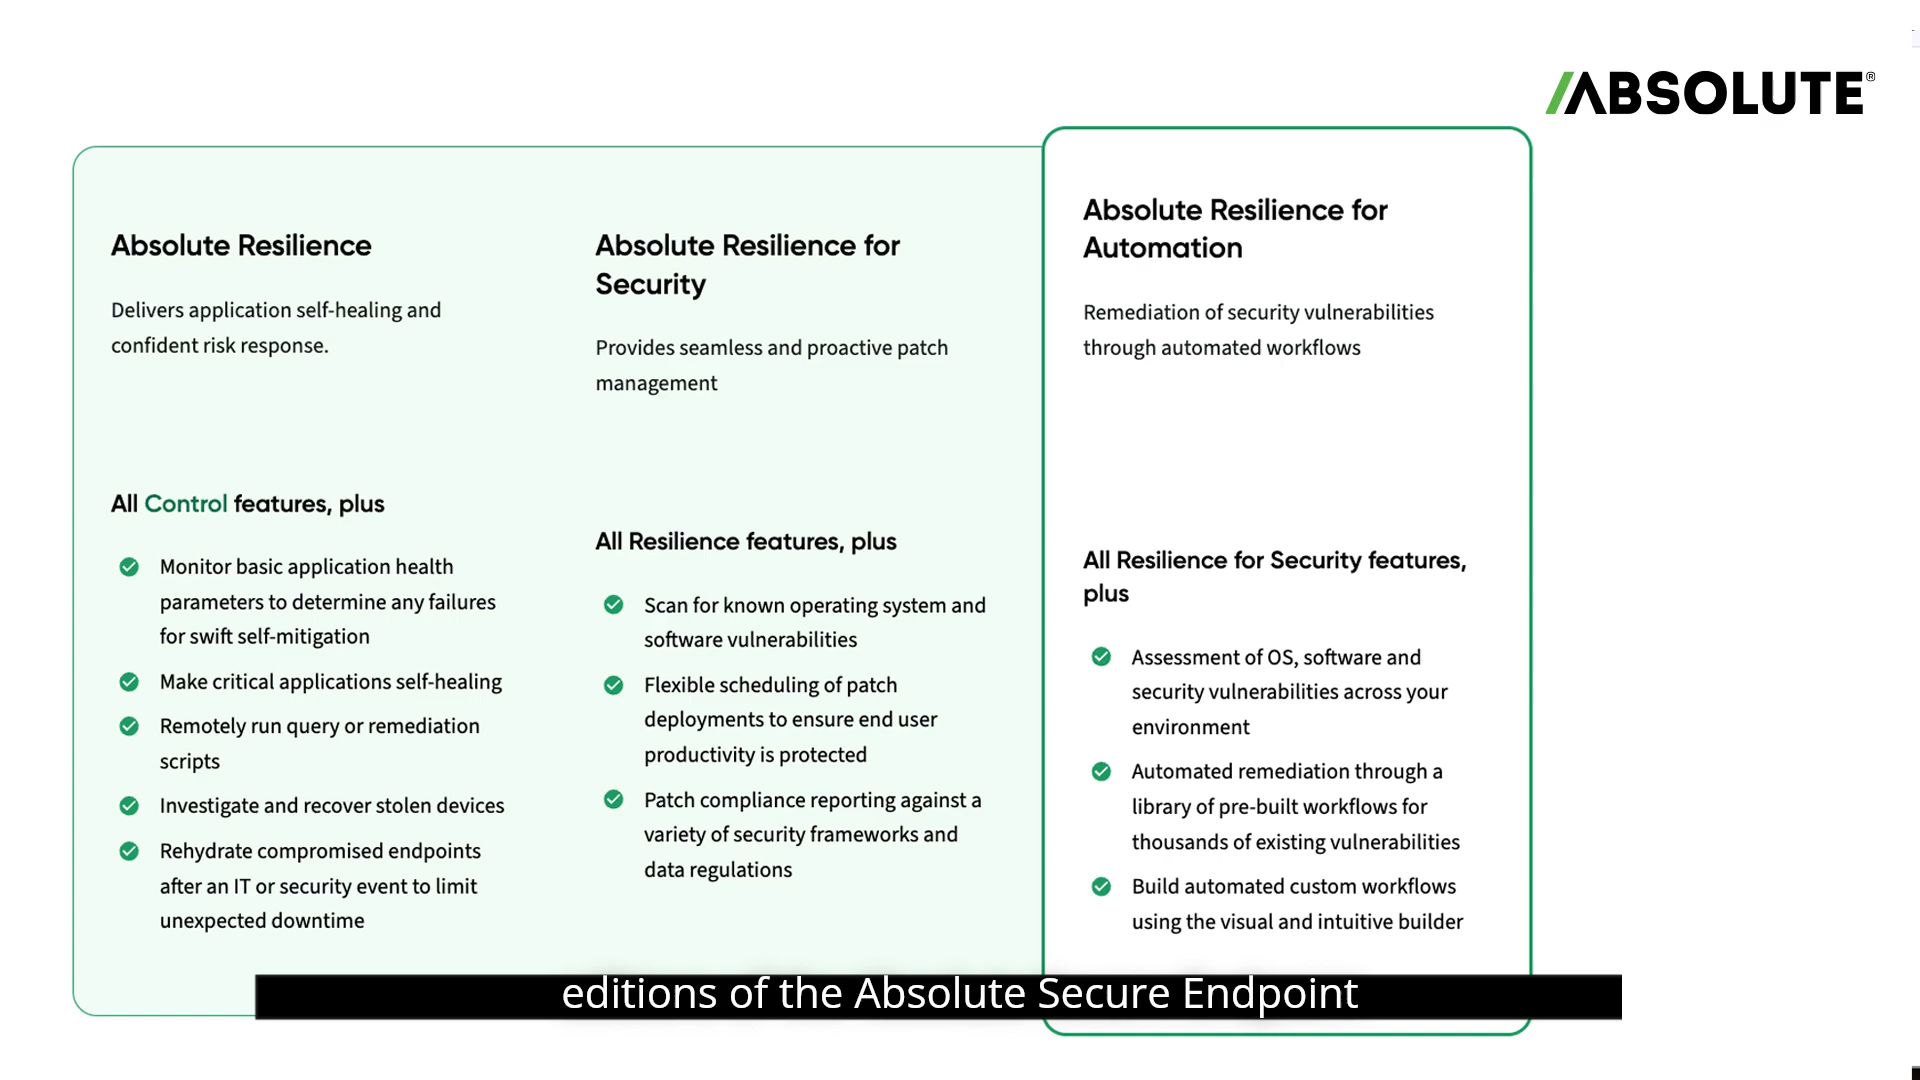 ABSOLUTE®
Absolute Resilience
Delivers application self-healing and
confident risk response.
All Control features, plus
Monitor basic application health
parameters to determine any failures
for swift self-mitigation
Make critical applications self-healing
Remotely run query or remediation
scripts
Investigate and recover stolen devices
Rehydrate compromised endpoints
after an IT or security event to limit
unexpected downtime
Absolute Resilience for
Security
Provides seamless and proactive patch
management
All Resilience features, plus
Scan for known operating system and
software vulnerabilities
Flexible scheduling of patch
deployments to ensure end user
productivity is protected
Patch compliance reporting against a
variety of security frameworks and
data regulations
Absolute Resilience for
Automation
Remediation of security vulnerabilities
through automated workflows
All Resilience for Security features,
plus
Assessment of OS, software and
security vulnerabilities across your
environment
Automated remediation through a
library of pre-built workflows for
thousands of existing vulnerabilities
Build automated custom workflows
using the visual and intuitive builder
editions of the Absolute Secure Endpoint